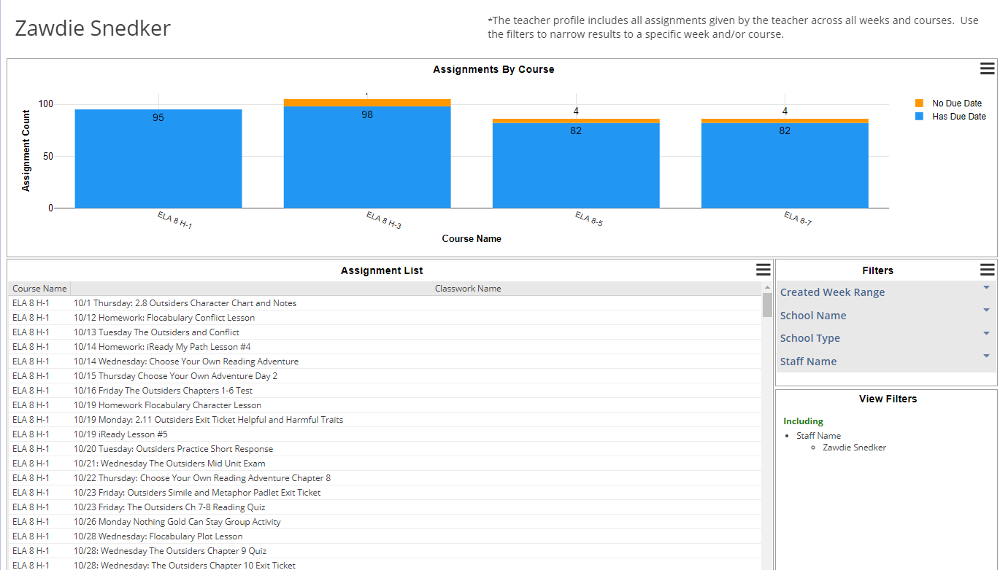 Zawdie Snedker
*The teacher profile includes all assignments given by the teacher across all weeks and courses. Use
the filters to narrow results to a specific week and/or course.
Assignments By Course
Assignment Count
100
50
0
95
98
4
82
4
82
No Due Date
Has Due Date
ELA 8 H-1
ELA 8 H-3
ELA 8-5
ELA 8-7
Course Name
Assignment List
Course Name Classwork Name
ELA 8 H-1 10/1 Thursday: 2.8 Outsiders Character Chart and Notes
ELA 8 H-1 10/12 Homework: Flocabulary Conflict Lesson
ELA 8 H-1 10/13 Tuesday The Outsiders and Conflict
ELA 8 H-1 10/14 Homework: iReady My Path Lesson #4
ELA 8 H-1 10/14 Wednesday: Choose Your Own Reading Adventure
ELA 8 H-1 10/15 Thursday Choose Your Own Adventure Day 2
ELA 8 H-1 10/16 Friday The Outsiders Chapters 1-6 Test
ELA 8 H-1 10/19 Homework Flocabulary Character Lesson
ELA 8 H-1 10/19 Monday: 2.11 Outsiders Exit Ticket Helpful and Harmful Traits
ELA 8 H-1 10/19 iReady Lesson #5
ELA 8 H-1 10/20 Tuesday: Outsiders Practice Short Response
ELA 8 H-1 10/21: Wednesday The Outsiders Mid Unit Exam
ELA 8 H-1 10/22 Thursday: Choose Your Own Reading Adventure Chapter 8
ELA 8 H-1 10/23 Friday: Outsiders Simile and Metaphor Padlet Exit Ticket
ELA 8 H-1 10/23 Friday: The Outsiders Ch 7-8 Reading Quiz
ELA 8 H-1 10/26 Monday Nothing Gold Can Stay Group Activity
ELA 8 H-1 10/28 Wednesday: Flocabulary Plot Lesson
ELA 8 H-1 10/28: Wednesday The Outsiders Chapter 9 Quiz
ELA 8 H-1 10/28: Wednesday: The Outsiders Chapter 10 Exit Ticket
Filters
Created Week Range
School Name
School Type
Staff Name
View Filters
Including
Staff Name
Zawdie Snedker